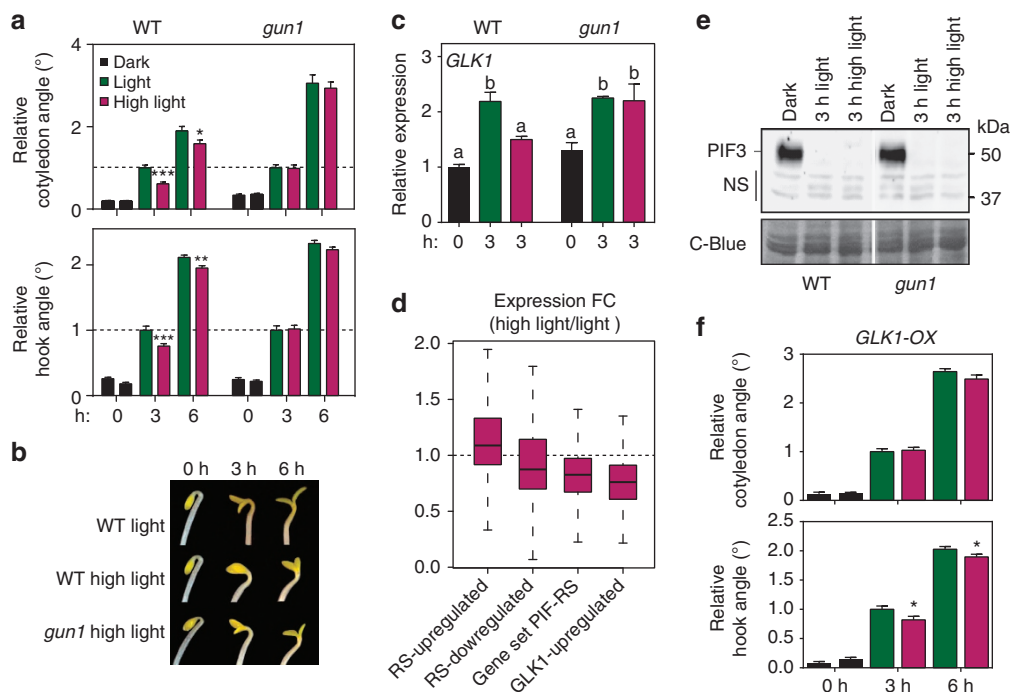 a
WT
gun1
Relative
cotyledon angle (°)
4
2
1
0
Dark
Light
High light
***
*
Relative
hook angle (°)
2
1
0
***
**
h:
0
3
6
0
3
6
b
0 h
3 h
6 h
WT light
WT high light
gun1 high light
c
WT
gun1
GLK1
Relative expression
3
2
1
0
a
b
a
a
b
b
h:
0
3
3
0
3
3
d
Expression FC
(high light/light )
2.0
1.5
1.0
0.5
0.0
RS-upregulated
RS-dowregulated
Gene set PIF-RS
GLK1-upregulated
e
Dark
3 h light
3 h high light
Dark
3 h light
3 h high light
kDa
PIF3
50
NS
37
C-Blue
WT
gun1
f
GLK1-OX
Relative
cotyledon angle (°)
3
2
1
0
Relative
hook angle (°)
2.0
1.5
1.0
0.5
0.0
*
*
0 h
3 h
6 h